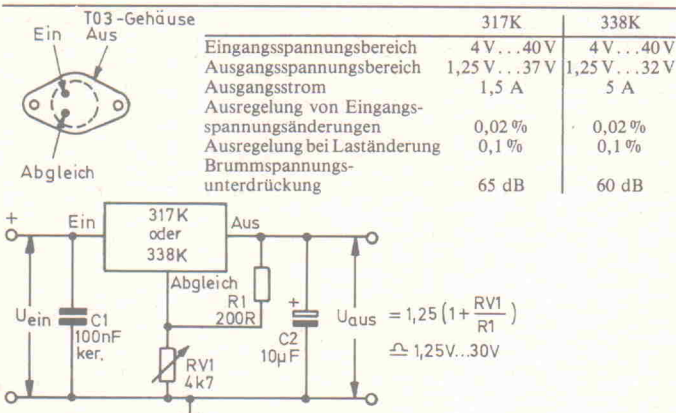 T03-Gehäuse
Ein Aus
Abgleich
317K 338K
Eingangsspannungsbereich 4 V...40 V 4 V...40 V
Ausgangsspannungsbereich 1,25 V...37 V 1,25 V...32 V
Ausgangsstrom 1,5 A 5 A
Ausregelung von Eingangs-
spannungsänderungen 0,02 % 0,02 %
Ausregelung bei Laständerung 0,1 % 0,1 %
Brummspannungs-
unterdrückung 65 dB 60 dB
+ Ein 317K Aus
oder
338K
Abgleich
R1
200R
+
Uein C1
100nF
ker.
RV1
4k7
C2
10µF
Uaus = 1,25 (1+ RV1/R1)
≙ 1,25V...30V